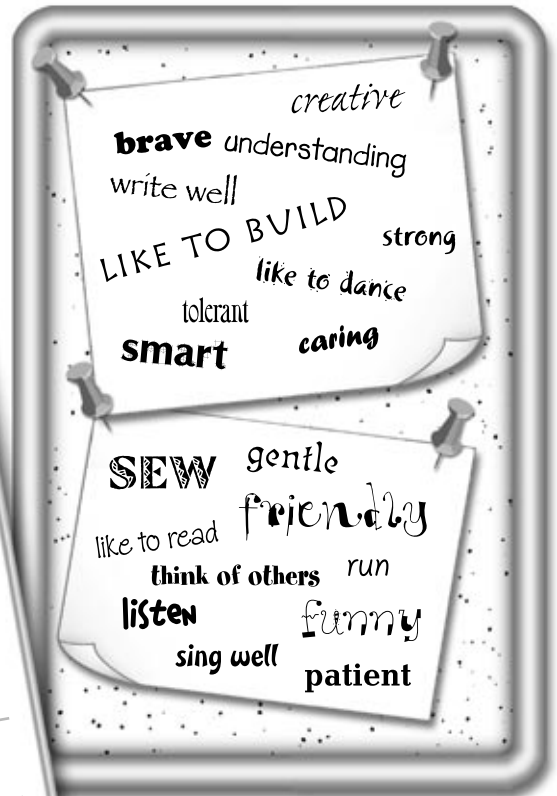 creative
brave understanding
write well
LIKE TO BUILD
strong
like to dance
tolerant
smart
caring
SEW
gentle
friendly
like to read
think of others
run
listen
funny
sing well
patient